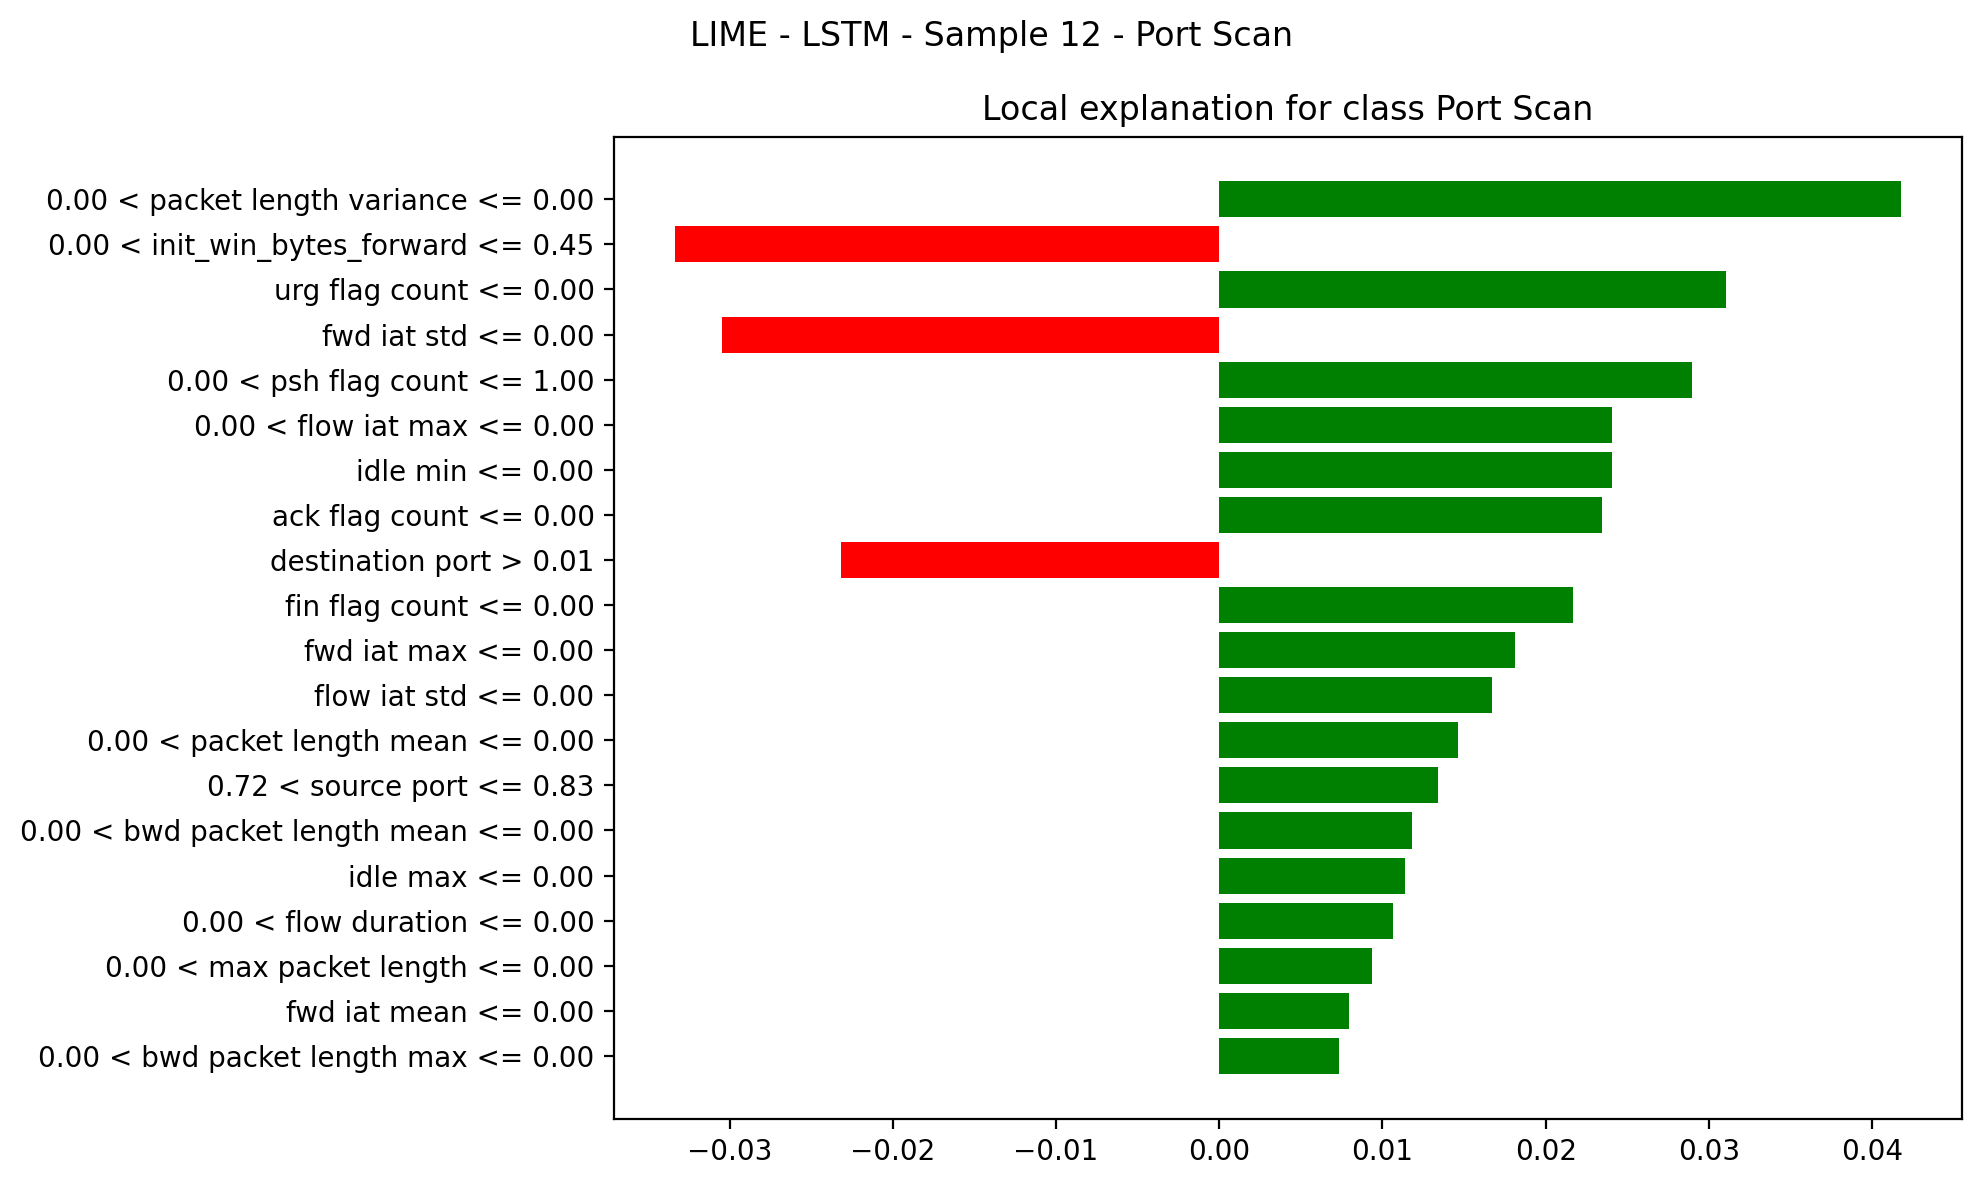 LIME - LSTM - Sample 12 - Port Scan
Local explanation for class Port Scan
0.00 < packet length variance <= 0.00
0.00 < init_win_bytes_forward <= 0.45
urg flag count <= 0.00
fwd iat std <= 0.00
0.00 < psh flag count <= 1.00
0.00 < flow iat max <= 0.00
idle min <= 0.00
ack flag count <= 0.00
destination port > 0.01
fin flag count <= 0.00
fwd iat max <= 0.00
flow iat std <= 0.00
0.00 < packet length mean <= 0.00
0.72 < source port <= 0.83
0.00 < bwd packet length mean <= 0.00
idle max <= 0.00
0.00 < flow duration <= 0.00
0.00 < max packet length <= 0.00
fwd iat mean <= 0.00
0.00 < bwd packet length max <= 0.00
−0.03 −0.02 −0.01 0.00 0.01 0.02 0.03 0.04